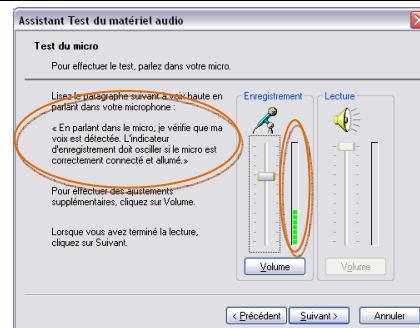 Assistant Test du matériel audio
Test du micro
Pour effectuer le test, parlez dans votre micro.
Lisez le paragraphe suivant à voix haute en
parlant dans votre microphone :
« En parlant dans le micro, je vérifie que ma
voix est détectée. L'indicateur
d'enregistrement doit osciller si le micro est
correctement connecté et allumé.»
Pour effectuer des ajustements
supplémentaires, cliquez sur Volume.
Lorsque vous avez terminé la lecture,
cliquez sur Suivant.
Enregistrement
Lecture
Volume
Volume
< Précédent
Suivant >
Annuler